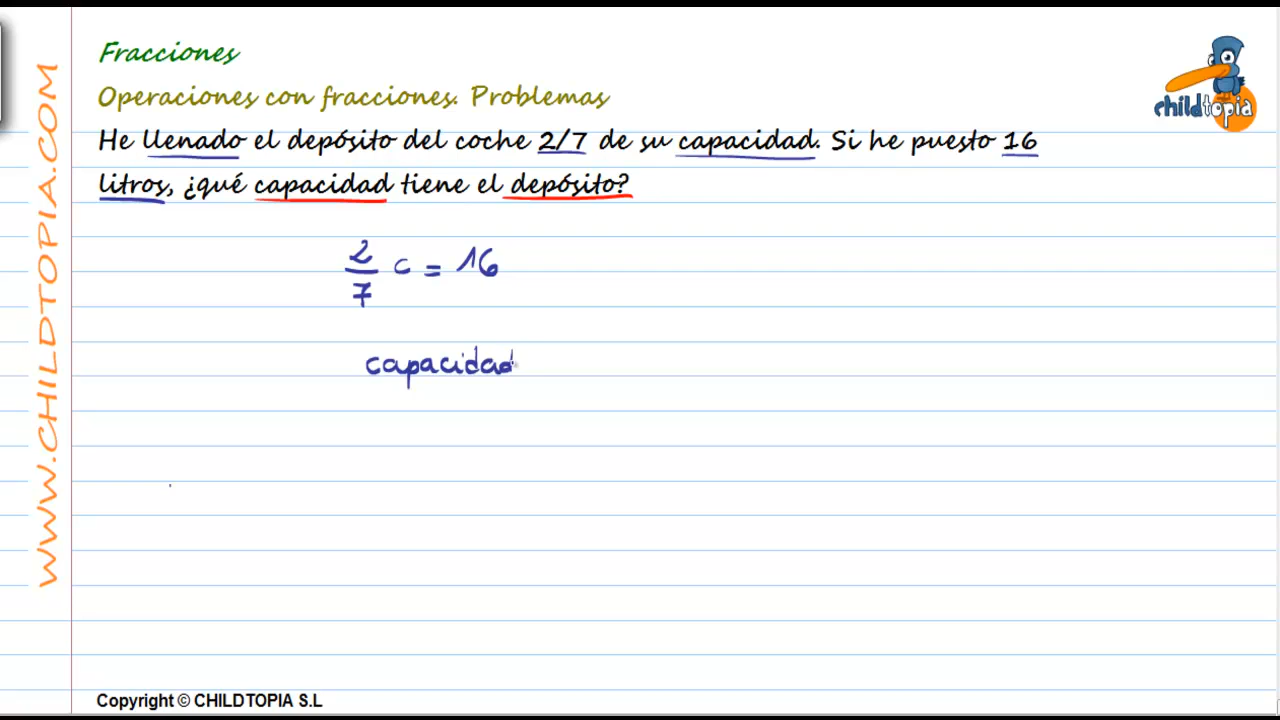 WWW.CHILDTOPIA.COM
childtopia
Fracciones
Operaciones con fracciones. Problemas
He llenado el depósito del coche 2/7 de su capacidad. Si he puesto 16
litros, ¿qué capacidad tiene el depósito?
2/7 c = 16
capacidad
Copyright © CHILDTOPIA S.L